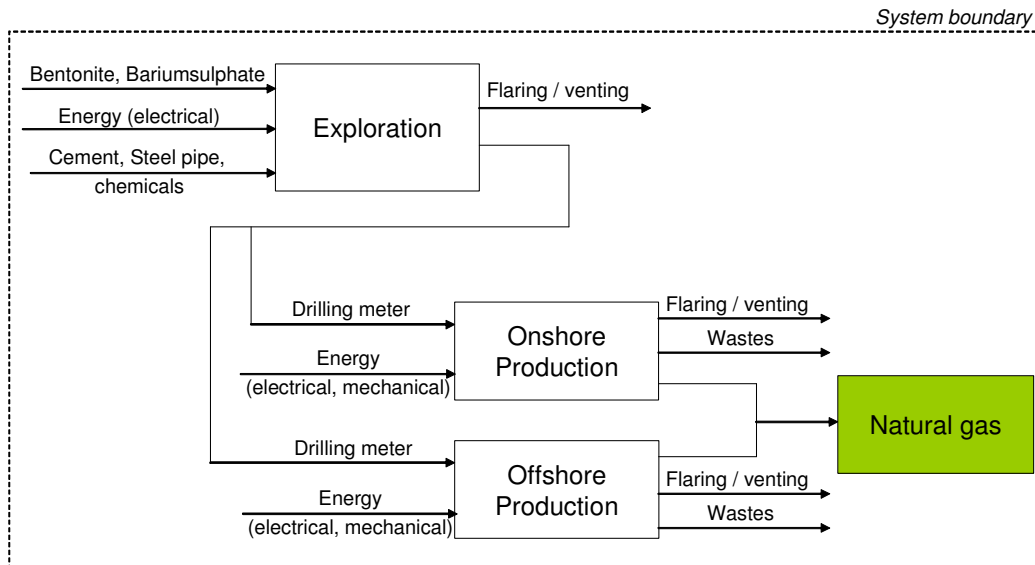 System boundary
Bentonite, Bariumsulphate
Energy (electrical)
Cement, Steel pipe,
chemicals
Exploration
Flaring / venting
Drilling meter
Energy
(electrical, mechanical)
Onshore
Production
Flaring / venting
Wastes
Natural gas
Drilling meter
Energy
(electrical, mechanical)
Offshore
Production
Flaring / venting
Wastes